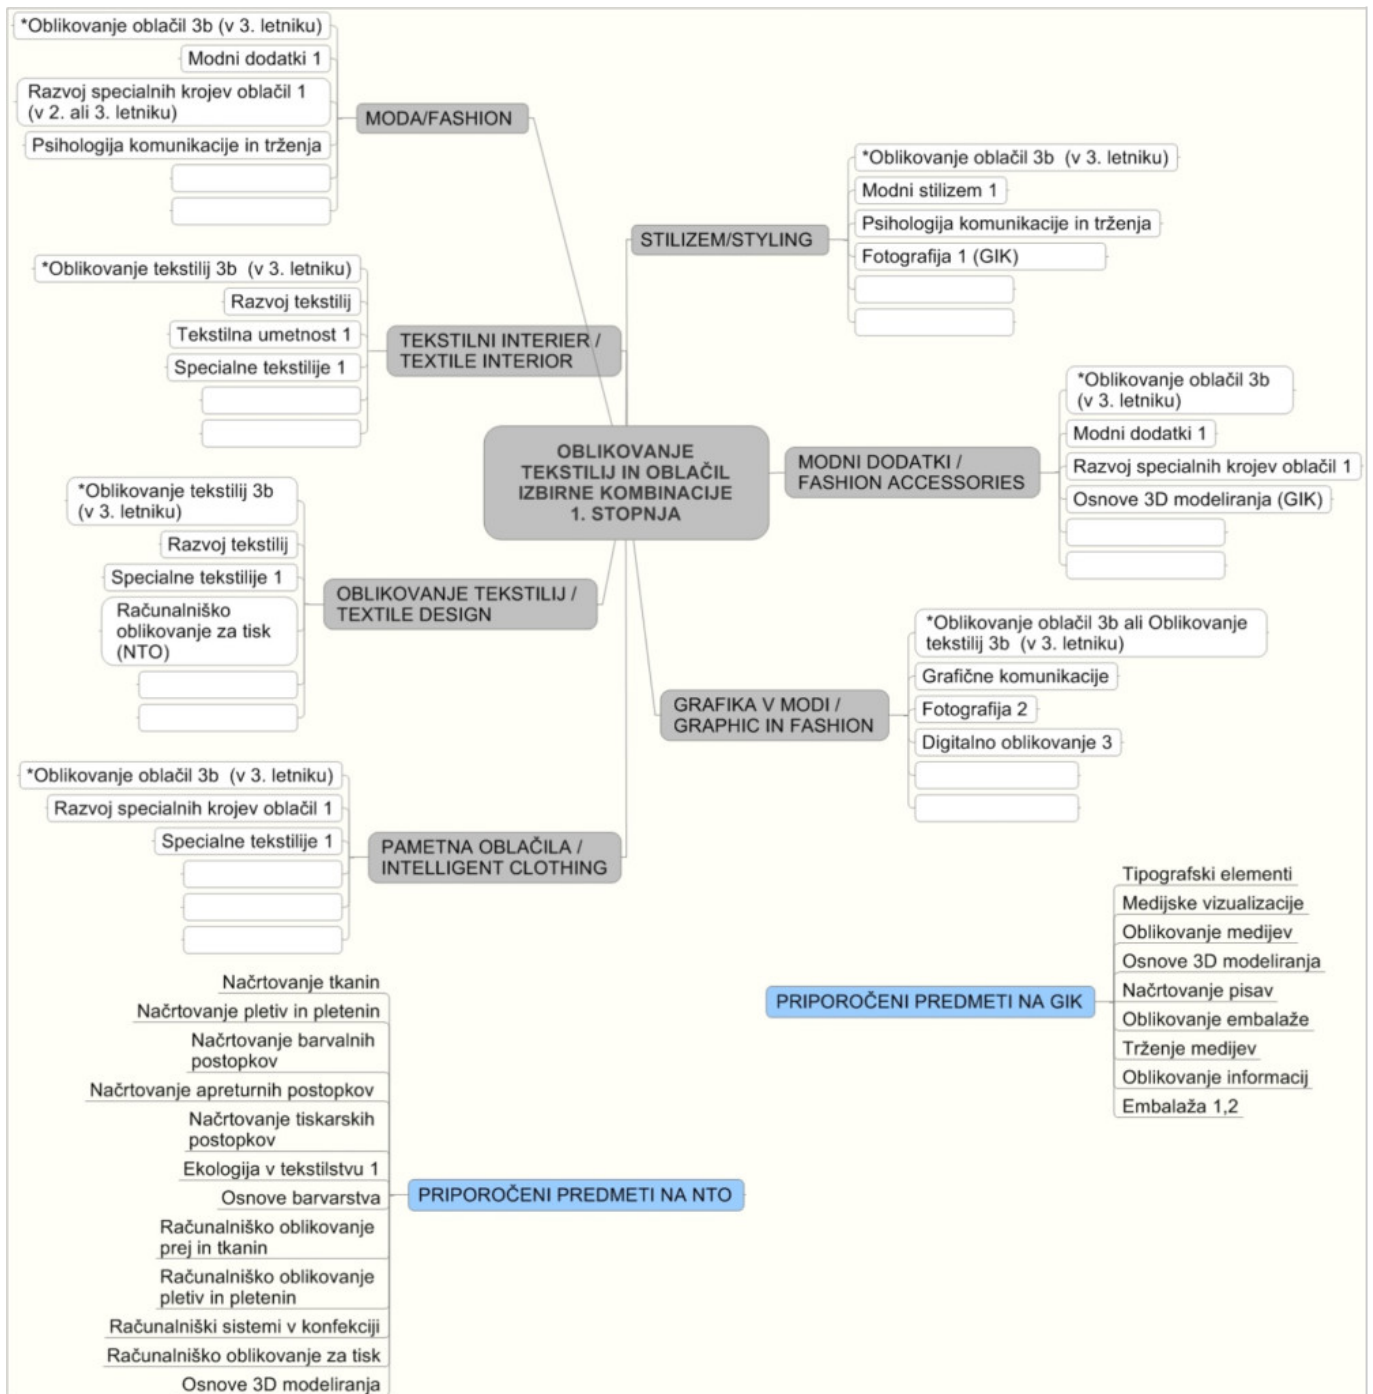 *Oblikovanje oblačil 3b (v 3. letniku)
Modni dodatki 1
Razvoj specialnih krojev oblačil 1
(v 2. ali 3. letniku)
Psihologija komunikacije in trženja
MODA/FASHION
*Oblikovanje tekstilij 3b (v 3. letniku)
Razvoj tekstilij
Tekstilna umetnost 1
Specialne tekstilije 1
TEKSTILNI INTERIER /
TEXTILE INTERIOR
*Oblikovanje tekstilij 3b
(v 3. letniku)
Razvoj tekstilij
Specialne tekstilije 1
Računalniško
oblikovanje za tisk
(NTO)
OBLIKOVANJE TEKSTILIJ /
TEXTILE DESIGN
*Oblikovanje oblačil 3b (v 3. letniku)
Razvoj specialnih krojev oblačil 1
Specialne tekstilije 1
PAMETNA OBLAČILA /
INTELLIGENT CLOTHING
OBLIKOVANJE
TEKSTILIJ IN OBLAČIL
IZBIRNE KOMBINACIJE
1. STOPNJA
STILIZEM/STYLING
*Oblikovanje oblačil 3b (v 3. letniku)
Modni stilizem 1
Psihologija komunikacije in trženja
Fotografija 1 (GIK)
MODNI DODATKI /
FASHION ACCESSORIES
*Oblikovanje oblačil 3b
(v 3. letniku)
Modni dodatki 1
Razvoj specialnih krojev oblačil 1
Osnove 3D modeliranja (GIK)
GRAFIKA V MODI /
GRAPHIC IN FASHION
*Oblikovanje oblačil 3b ali Oblikovanje
tekstilij 3b (v 3. letniku)
Grafične komunikacije
Fotografija 2
Digitalno oblikovanje 3
PRIPOROČENI PREDMETI NA GIK
Tipografski elementi
Medijske vizualizacije
Oblikovanje medijev
Osnove 3D modeliranja
Načrtovanje pisav
Oblikovanje embalaže
Trženje medijev
Oblikovanje informacij
Embalaža 1,2
Načrtovanje tkanin
Načrtovanje pletiv in pletenin
Načrtovanje barvalnih
postopkov
Načrtovanje apreturnih postopkov
Načrtovanje tiskarskih
postopkov
Ekologija v tekstilstvu 1
Osnove barvarstva
Računalniško oblikovanje
prej in tkanin
Računalniško oblikovanje
pletiv in pletenin
Računalniški sistemi v konfekciji
Računalniško oblikovanje za tisk
Osnove 3D modeliranja
PRIPOROČENI PREDMETI NA NTO